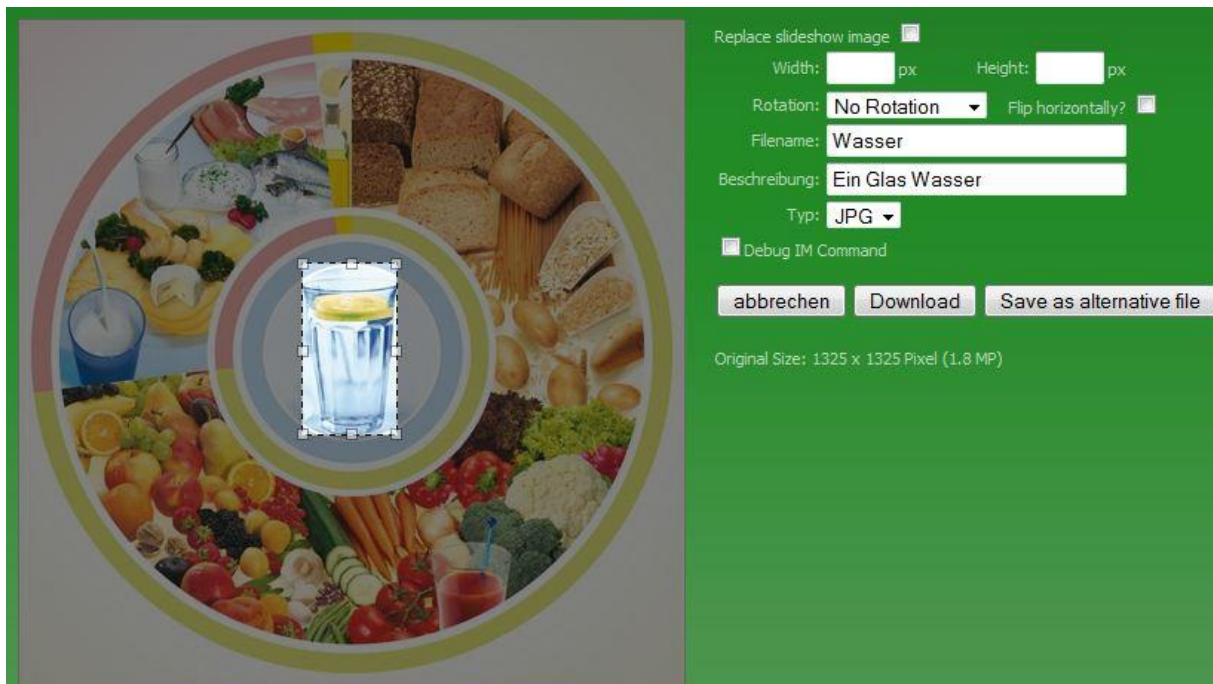 Replace slideshow image
Width: px Height: px
Rotation: No Rotation Flip horizontally?
Filename: Wasser
Beschreibung: Ein Glas Wasser
Typ: JPG
Debug IM Command
abbrechen Download Save as alternative file
Original Size: 1325 x 1325 Pixel (1.8 MP)